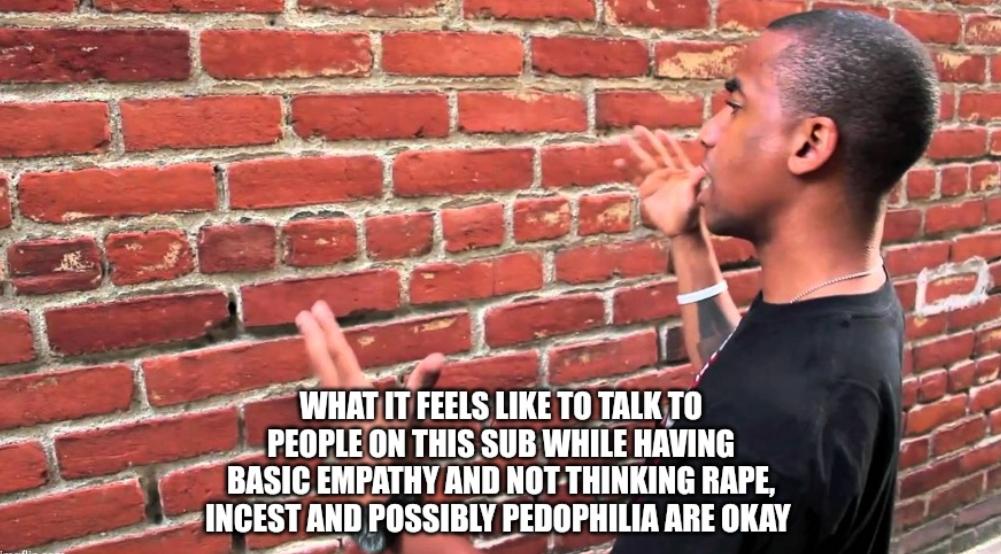 WHAT IT FEELS LIKE TO TALK TO
PEOPLE ON THIS SUB WHILE HAVING
BASIC EMPATHY AND NOT THINKING RAPE,
INCEST AND POSSIBLY PEDOPHILIA ARE OKAY